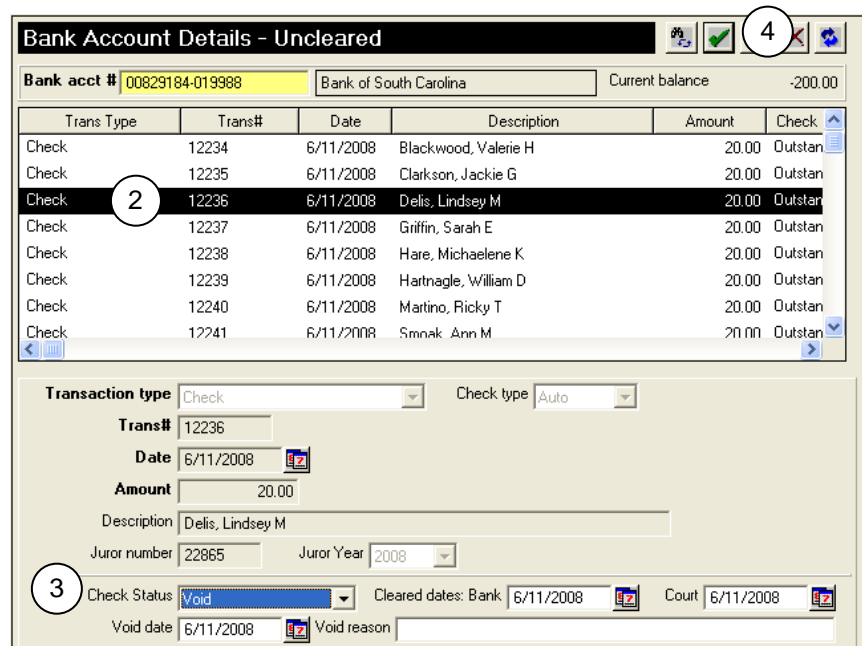 Bank Account Details - Uncleared
4
Bank acct # 00829184-019988 Bank of South Carolina Current balance -200.00
Trans Type Trans# Date Description Amount Check
Check 12234 6/11/2008 Blackwood, Valerie H 20.00 Outstan
Check 12235 6/11/2008 Clarkson, Jackie G 20.00 Outstan
Check 2 12236 6/11/2008 Delis, Lindsey M 20.00 Outstan
Check 12237 6/11/2008 Griffin, Sarah E 20.00 Outstan
Check 12238 6/11/2008 Hare, Michaelene K 20.00 Outstan
Check 12239 6/11/2008 Hartnagle, William D 20.00 Outstan
Check 12240 6/11/2008 Martino, Ricky T 20.00 Outstan
Check 12241 6/11/2008 Smoak, Ann M 20.00 Outstan
Transaction type Check Check type Auto
Trans# 12236
Date 6/11/2008
Amount 20.00
Description Delis, Lindsey M
Juror number 22865 Juror Year 2008
3 Check Status Void Cleared dates: Bank 6/11/2008 Court 6/11/2008
Void date 6/11/2008 Void reason